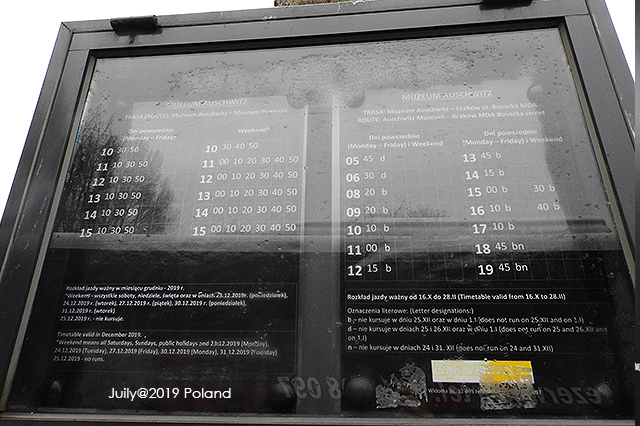 MUZEUM AUSCHWITZ
TRASA (ROUTE): Muzeum Auschwitz – Muzeum Birkenau
Dni powszednie
(Monday – Friday)
Weekend*
10 30 50
10 30 40 50
11 30 50
11 00 10 20 30 40 50
12 30 50
12 00 10 20 30 40 50
13 30 50
13 00 10 20 30 40 50
14 10 30 50
14 00 10 20 30 40 50
15 10 30 50
15 00 10 20 30 40 50
Rozkład jazdy ważny w miesiącu grudniu - 2019 r.
*Weekend - wszystkie soboty, niedziele, święta oraz w dniach 23.12.2019r. (poniedziałek),
24.12.2019 r. (wtorek), 27.12.2019 r. (piątek), 30.12.2019 r. (poniedziałek),
31.12.2019 r. (wtorek)
25.12.2019 r. - nie kursuje.
Timetable valid in December 2019.
*Weekend means all Saturdays, Sundays, public holidays and 23.12.2019 (Monday),
24.12.2019 (Tuesday), 27.12.2019 (Friday), 30.12.2019 (Monday), 31.12.2019 (Tuesday)
25.12.2019 - no runs.
MUZEUM AUSCHWITZ
TRASA: Muzeum Auschwitz – Kraków ul. Bosacka MDA
ROUTE: Auschwitz Museum – Krakow MDA Bosacka street
Dni powszednie
(Monday - Friday) i Weekend
Dni powszednie
(Monday - Friday) i Weekend
05 45 d
13 45 b
06 30 d
14 15 b
08 20 b
15 00 b 30 b
09 20 b
16 10 b 40 b
10 10 b
17 10 b
11 00 b
18 45 bn
12 15 b
19 45 bn
Rozkład jazdy ważny od 16.X do 28.II (Timetable valid from 16.X to 28.II)
Oznaczenia literowe: (Letter designations:)
b – nie kursuje w dniu 25.XII oraz w dniu 1.I (does not run on 25.XII and on 1.I)
d – nie kursuje w dniach 25 i 26.XII oraz w dniu 1.I (does not run on 25 and 26.XII and
on 1.I)
n – nie kursuje w dniach 24 i 31.XII (does not run on 24 and 31.XII)
Juily@2019 Poland